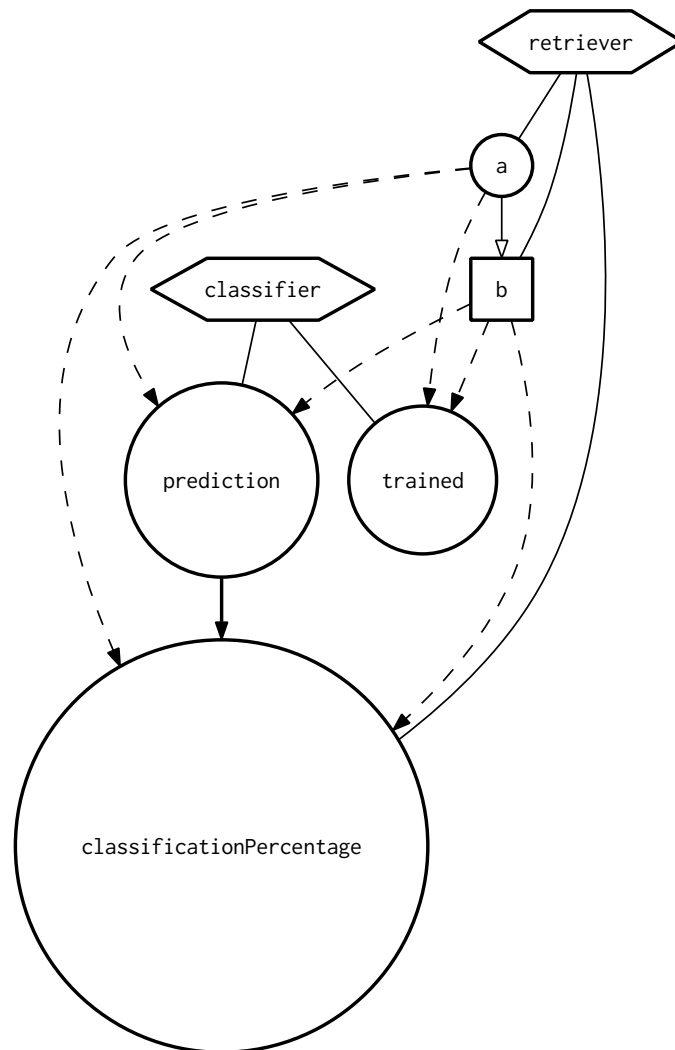 retriever
a
classifier
b
prediction
trained
classificationPercentage